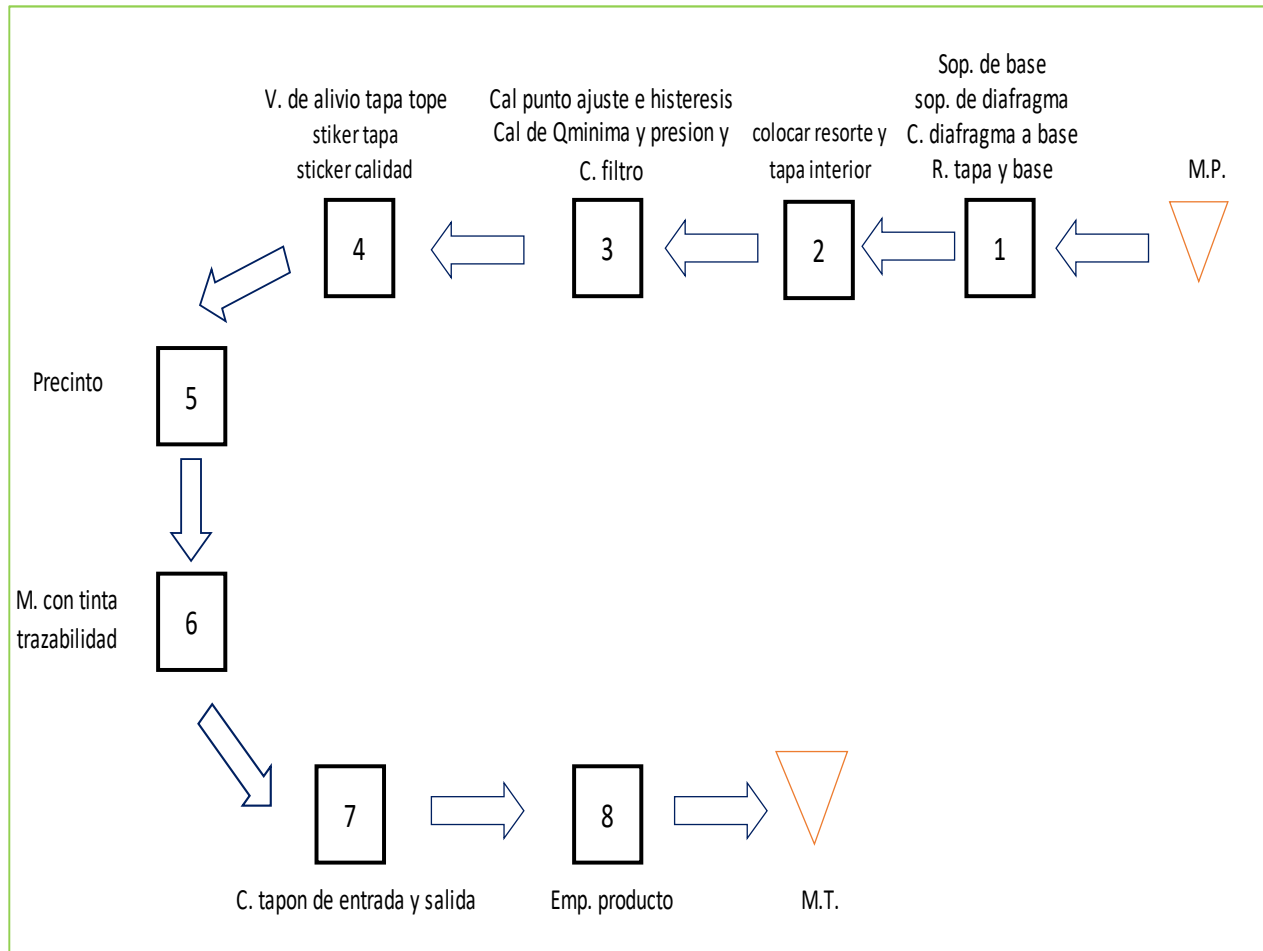 Sop. de base
sop. de diafragma
C. diafragma a base
R. tapa y base
M.P.
1
colocar resorte y
tapa interior
2
Cal punto ajuste e histeresis
Cal de Qminima y presion y
C. filtro
3
V. de alivio tapa tope
stiker tapa
sticker calidad
4
Precinto
5
M. con tinta
trazabilidad
6
7
C. tapon de entrada y salida
8
Emp. producto
M.T.